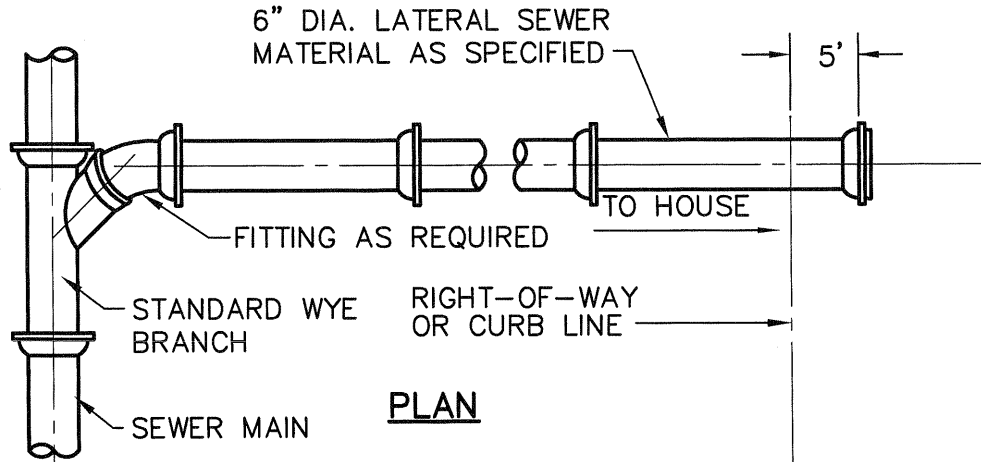 6” DIA. LATERAL SEWER
MATERIAL AS SPECIFIED
5'
TO HOUSE
FITTING AS REQUIRED
STANDARD WYE
BRANCH
RIGHT-OF-WAY
OR CURB LINE
SEWER MAIN
PLAN